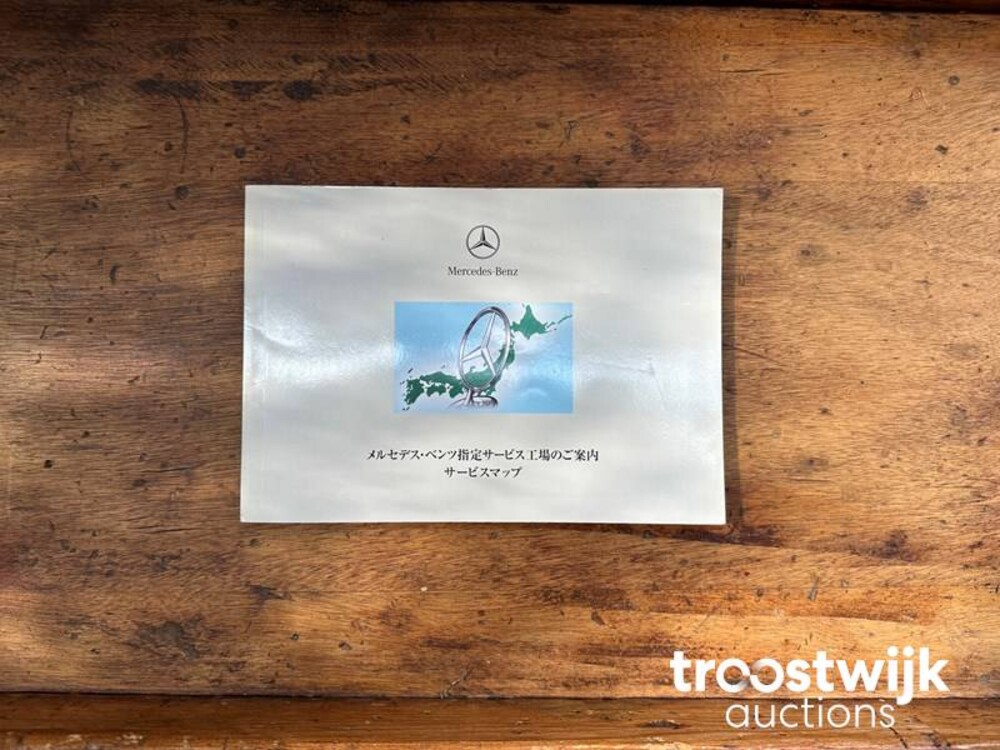 Mercedes-Benz
メルセデス・ベンツ指定サービス工場のご案内
サービスマップ
troostwijk
auctions